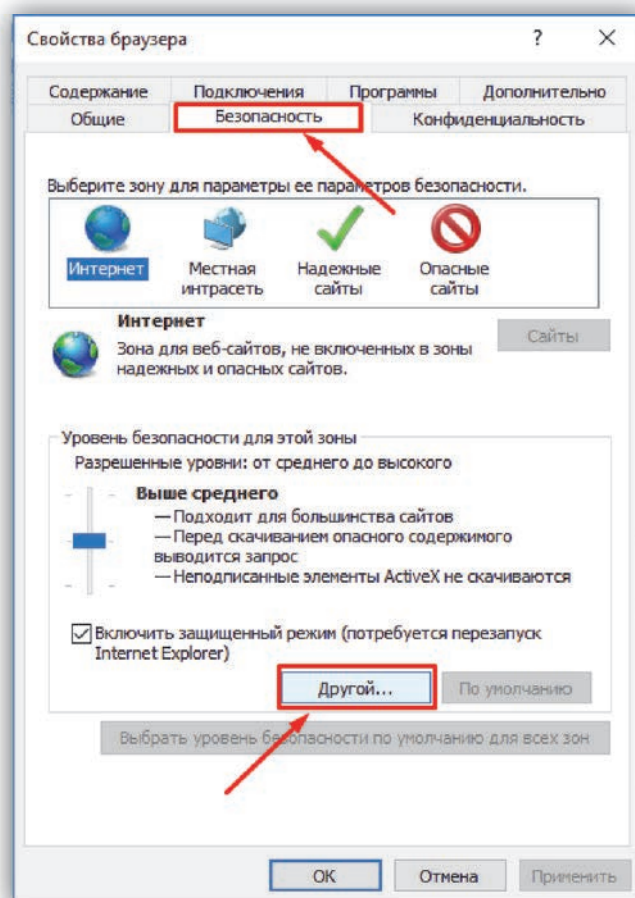 Свойства браузера
?
Содержание Подключения Программы Дополнительно
Общие Безопасность Конфиденциальность
Выберите зону для параметры ее параметров безопасности.
Интернет
Местная
интрасеть
Надежные
сайты
Опасные
сайты
Интернет
Зона для веб-сайтов, не включенных в зоны
надежных и опасных сайтов.
Сайты
Уровень безопасности для этой зоны
Разрешенные уровни: от среднего до высокого
Выше среднего
— Подходит для большинства сайтов
— Перед скачиванием опасного содержимого
выводится запрос
— Неподписанные элементы ActiveX не скачиваются
Включить защищенный режим (потребуется перезапуск
Internet Explorer)
Другой... По умолчанию
Выбрать уровень безопасности по умолчанию для всех зон
ОК Отмена Применить